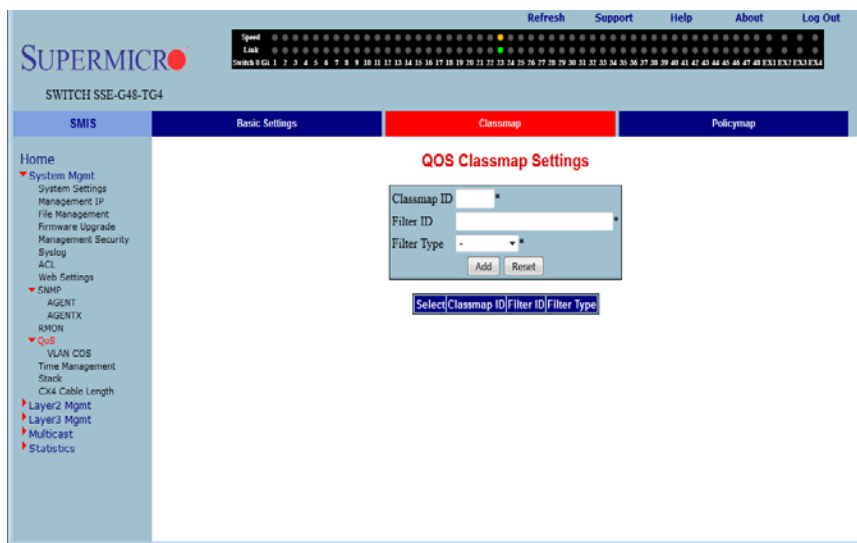 Refresh Support Help About Log Out
SUPERMICR
SWITCH SSE-G48-TG4
Speed
Link
Switch 0 Gi 1 2 3 4 5 6 7 8 9 10 11 12 13 14 15 16 17 18 19 20 21 22 23 24 25 26 27 28 29 30 31 32 33 34 35 36 37 38 39 40 41 42 43 44 45 46 47 48 EX1 EX2 EX3 EX4
SMIS Basic Settings Classmap Policymap
Home
System Mgmt
System Settings
Management IP
File Management
Firmware Upgrade
Management Security
Syslog
ACL
Web Settings
SNMP
AGENT
AGENTX
RMON
QoS
VLAN COS
Time Management
Stack
CX4 Cable Length
Layer2 Mgmt
Layer3 Mgmt
Multicast
Statistics
QOS Classmap Settings
Classmap ID *
Filter ID *
Filter Type - *
Add Reset
Select Classmap ID Filter ID Filter Type